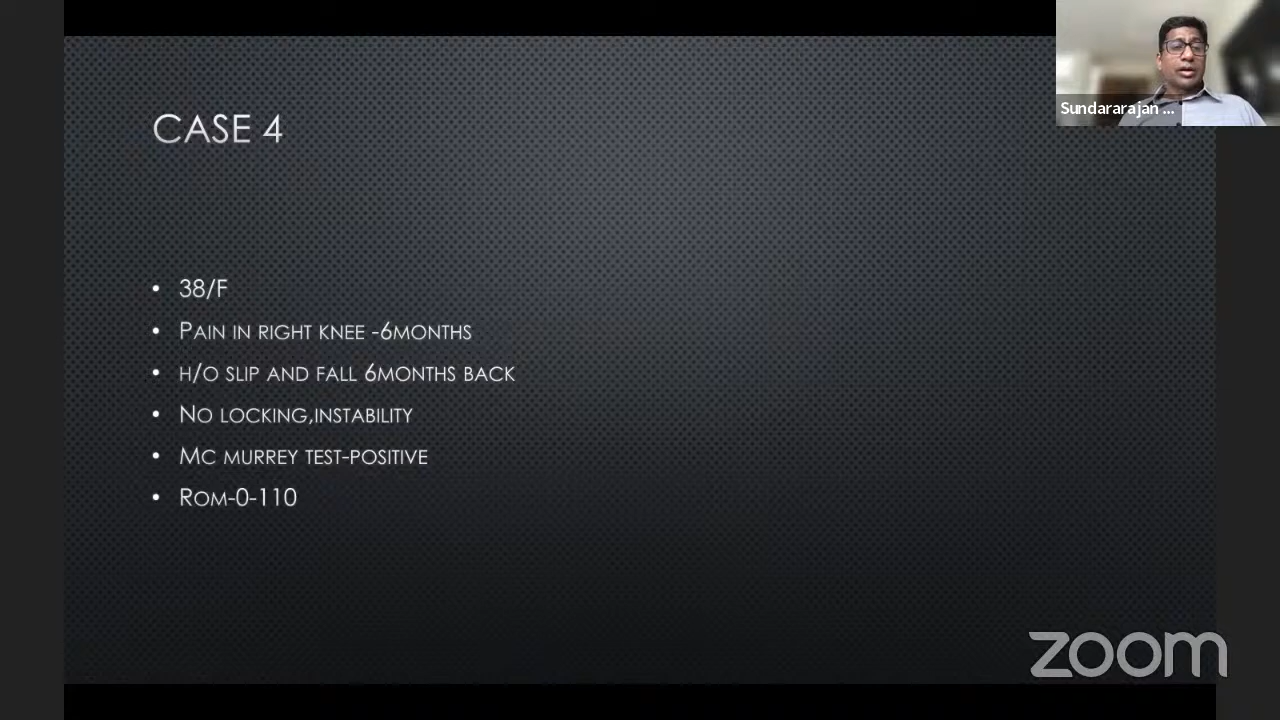 Sundararajan ...
CASE 4
• 38/F
• PAIN IN RIGHT KNEE -6MONTHS
• H/O SLIP AND FALL 6MONTHS BACK
• NO LOCKING,INSTABILITY
• MC MURREY TEST-POSITIVE
• ROM-0-110
zoom